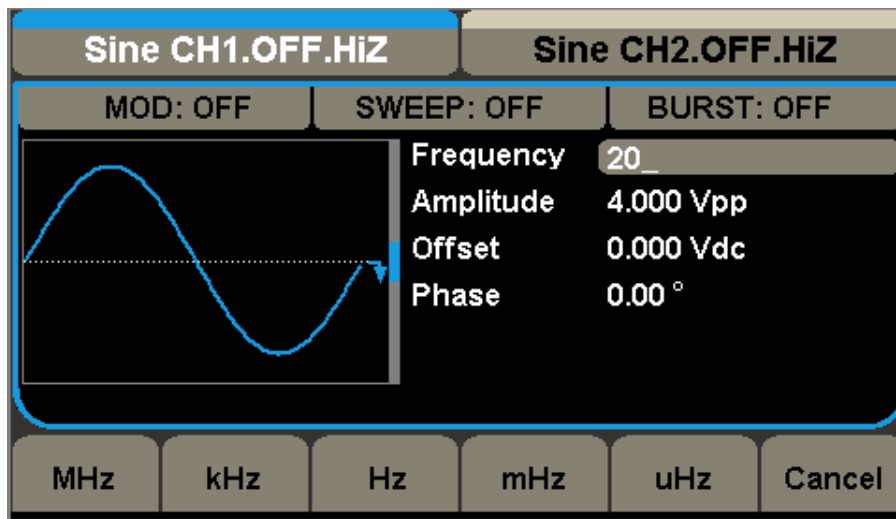 Sine CH1.OFF.HiZ
Sine CH2.OFF.HiZ
MOD: OFF
SWEEP: OFF
BURST: OFF
Frequency 20_
Amplitude 4.000 Vpp
Offset 0.000 Vdc
Phase 0.00 °
MHz
kHz
Hz
mHz
uHz
Cancel